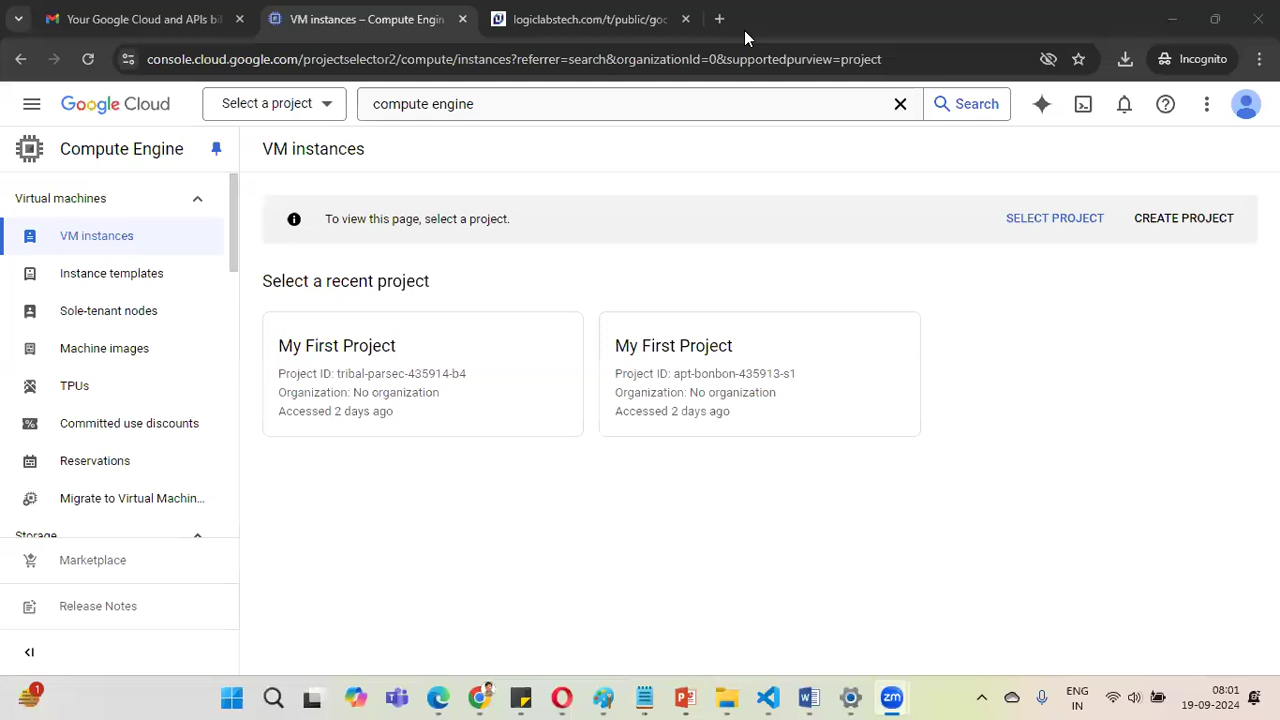 Your Google Cloud and APIs bil
VM instances – Compute Engin
logiclabstech.com/t/public/goc
console.cloud.google.com/projectselector2/compute/instances?referrer=search&organizationId=0&supportedpurview=project
Incognito
Google Cloud
Select a project
compute engine
Search
Compute Engine
VM instances
Virtual machines
To view this page, select a project.
SELECT PROJECT
CREATE PROJECT
VM instances
Instance templates
Select a recent project
Sole-tenant nodes
My First Project
Project ID: tribal-parsec-435914-b4
Organization: No organization
Accessed 2 days ago
My First Project
Project ID: apt-bonbon-435913-s1
Organization: No organization
Accessed 2 days ago
Machine images
TPUs
Committed use discounts
Reservations
Migrate to Virtual Machin...
Storage
Marketplace
Release Notes
1
zm
ENG
IN
08:01
19-09-2024